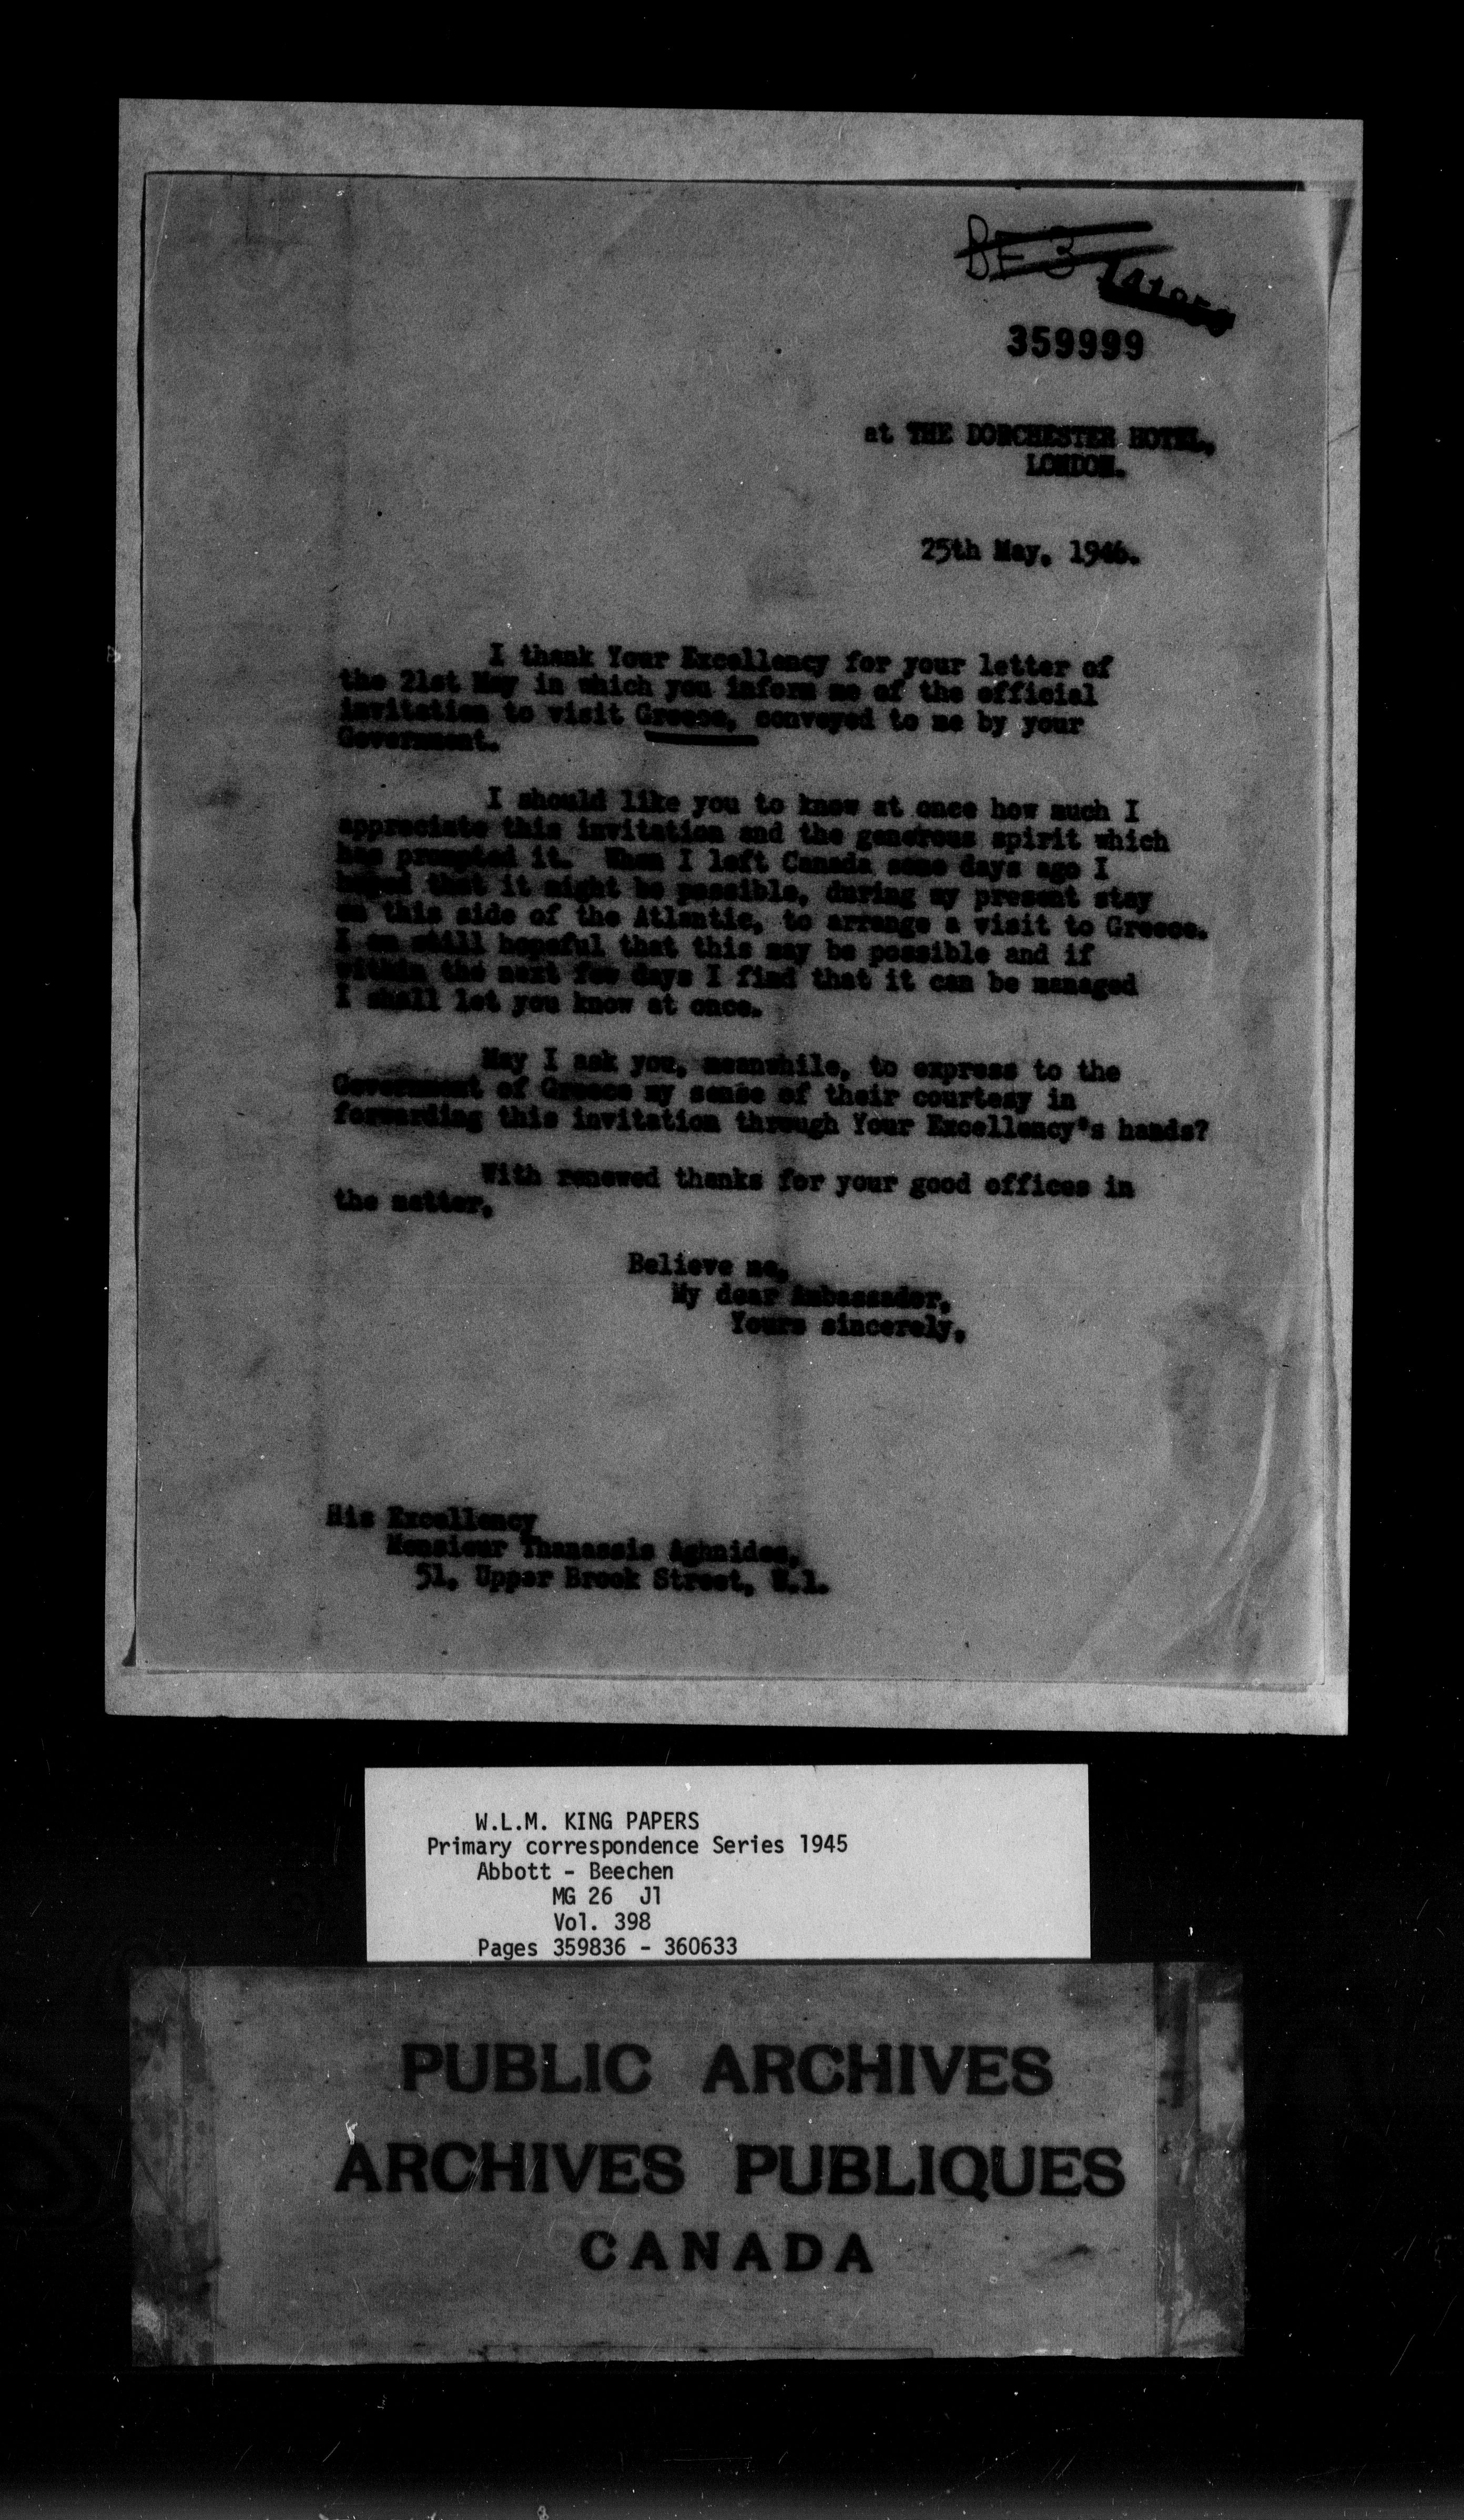 BF 3
359999
at THE DORCHESTER HOTEL,
LONDON.
25th May, 1946.
I thank Your Excellency for your letter of
the 21st May in which you inform me of the official
invitation to visit Greece, conveyed to me by your
Government.
I should like you to know at once how much I
appreciate this invitation and the generous spirit which
has prompted it. When I left Canada some days ago I
hoped that it might be possible, during my present stay
on this side of the Atlantic, to arrange a visit to Greece.
I am still hopeful that this may be possible and if
within the next few days I find that it can be managed
I shall let you know at once.
May I ask you, meanwhile, to express to the
Government of Greece my sense of their courtesy in
forwarding this invitation through Your Excellency's hands?
With renewed thanks for your good offices in
the matter,
Believe me,
My dear Ambassador,
Yours sincerely,
His Excellency
Monsieur Thanassis Aghnides,
51, Upper Brook Street, W.1.
W.L.M. KING PAPERS
Primary correspondence Series 1945
Abbott - Beechen
MG 26 J1
Vol. 398
Pages 359836 - 360633
PUBLIC ARCHIVES
ARCHIVES PUBLIQUES
CANADA